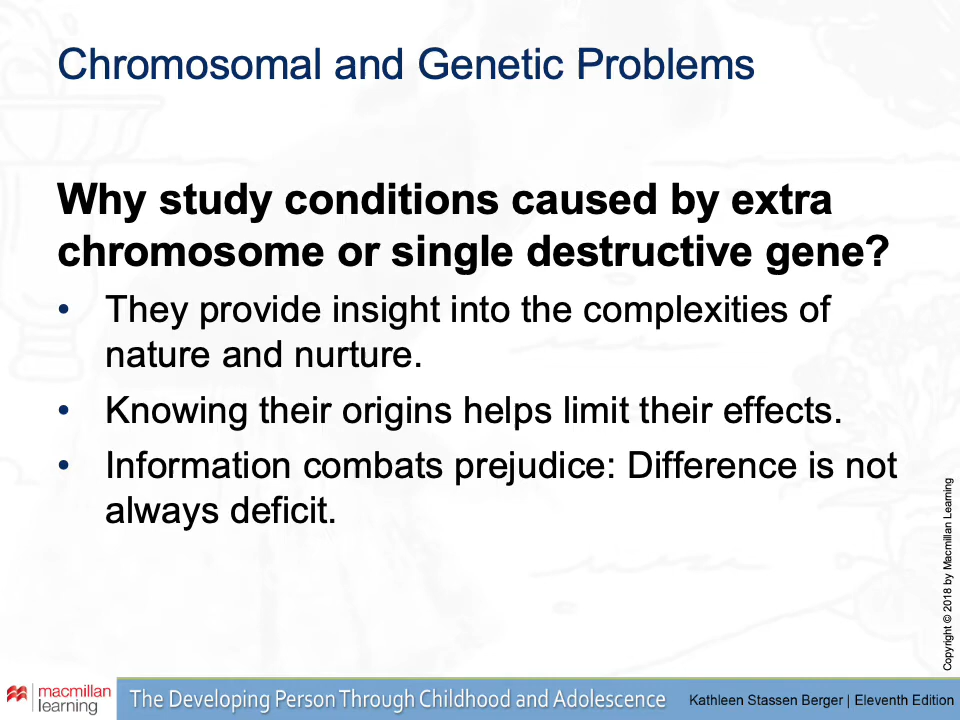 Chromosomal and Genetic Problems
Why study conditions caused by extra
chromosome or single destructive gene?
• They provide insight into the complexities of
nature and nurture.
• Knowing their origins helps limit their effects.
• Information combats prejudice: Difference is not
always deficit.
Copyright © 2018 by Macmillan Learning
macmillan
learning
The Developing Person Through Childhood and Adolescence
Kathleen Stassen Berger | Eleventh Edition